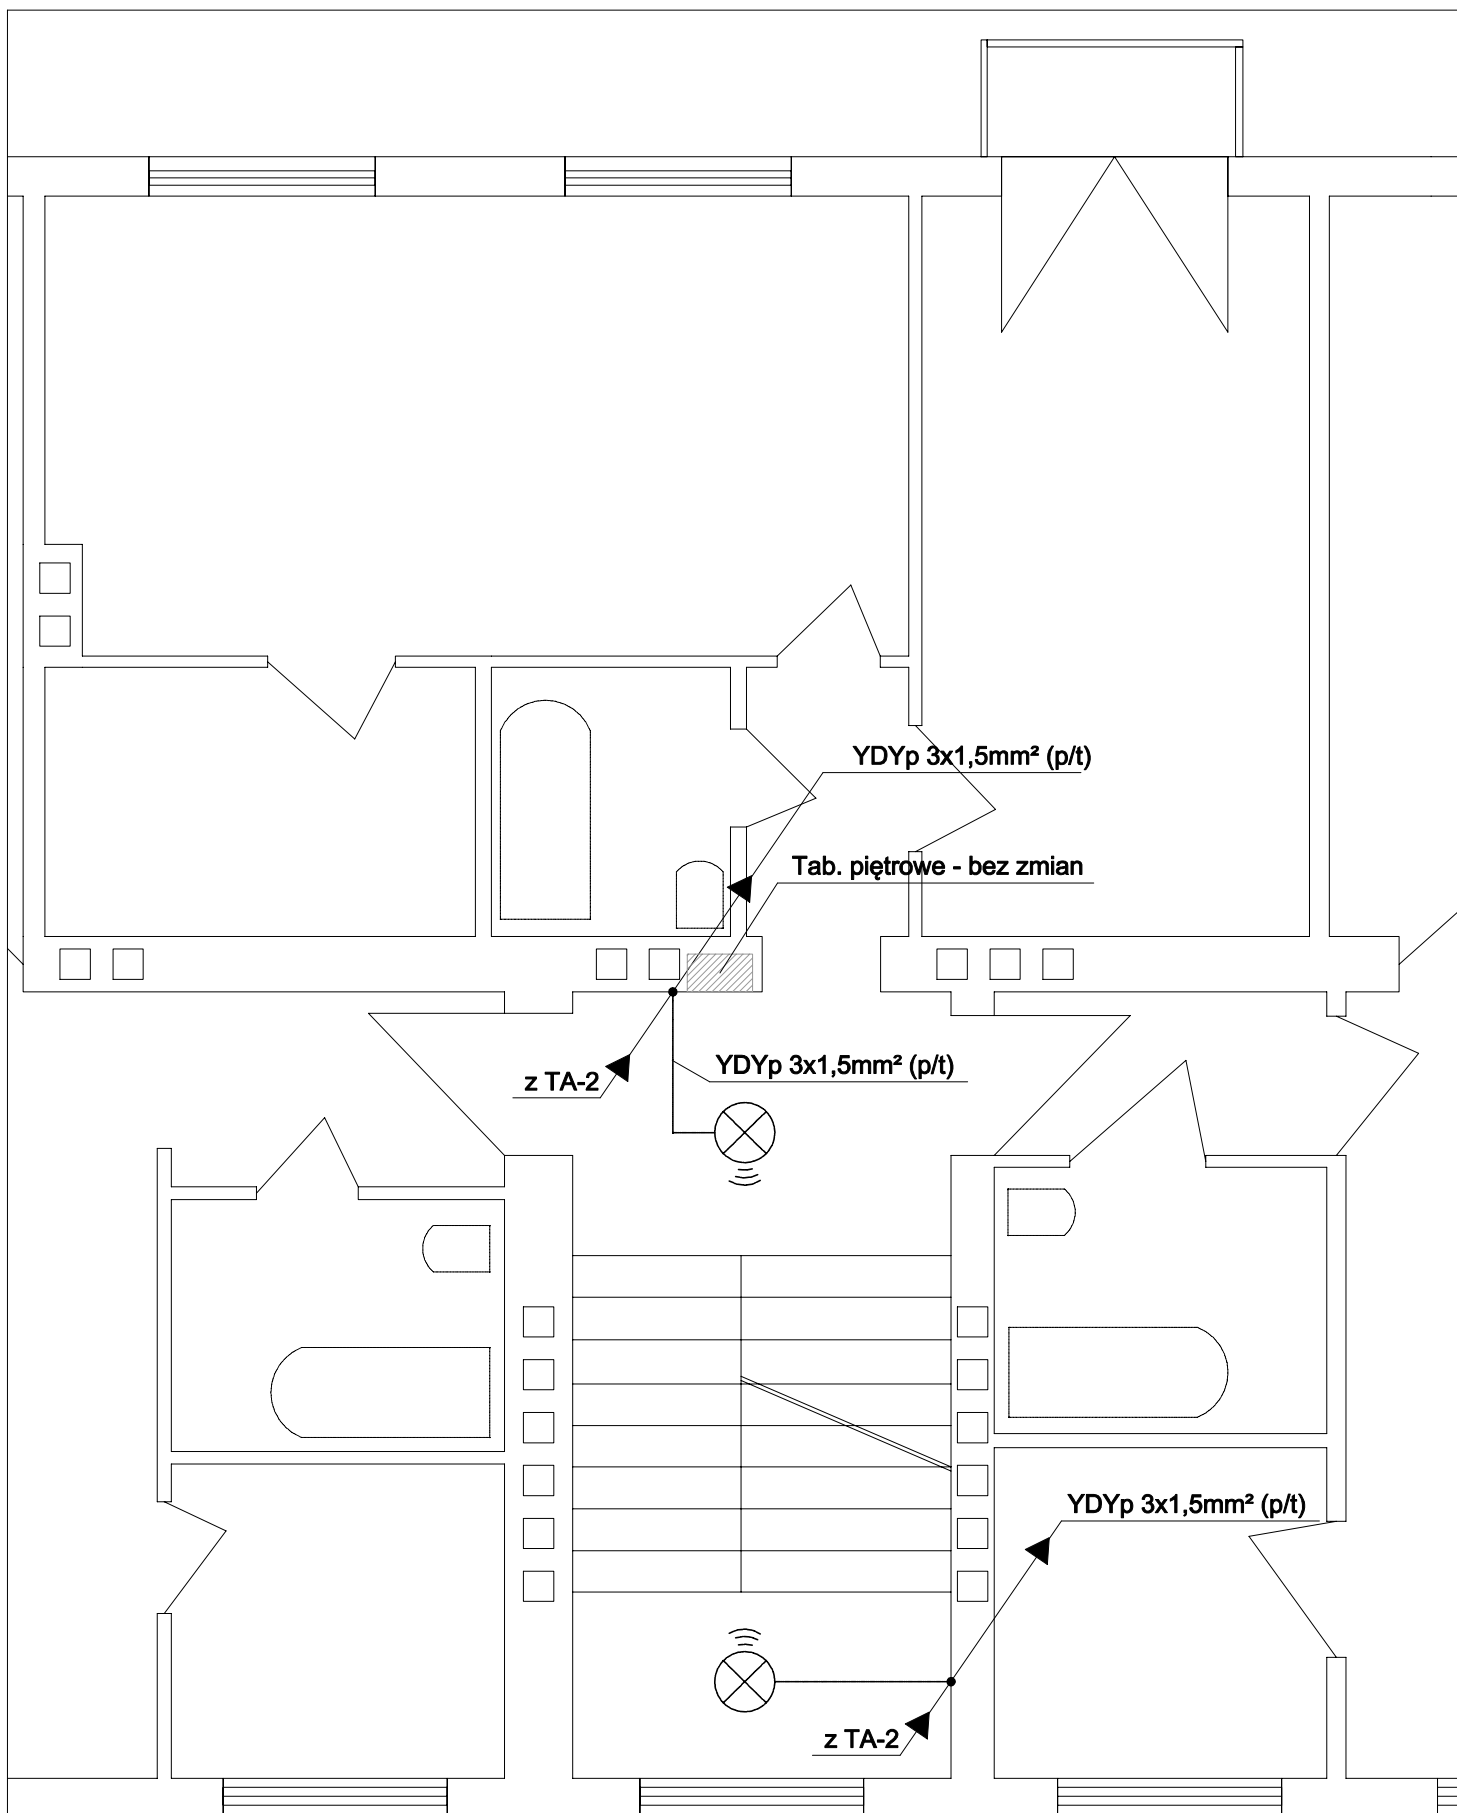 YDYp 3x1,5mm² (p/t)
Tab. piętrowe - bez zmian
YDYp 3x1,5mm² (p/t)
z TA-2
YDYp 3x1,5mm² (p/t)
z TA-2